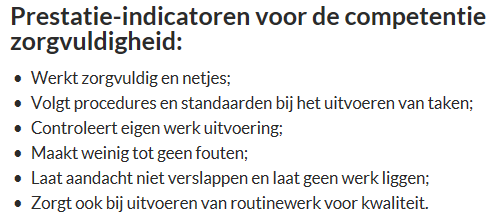 Prestatie-indicatoren voor de competentie
zorgvuldigheid:
• Werkt zorgvuldig en netjes;
• Volgt procedures en standaarden bij het uitvoeren van taken;
• Controleert eigen werk uitvoering;
• Maakt weinig tot geen fouten;
• Laat aandacht niet verslappen en laat geen werk liggen;
• Zorgt ook bij uitvoeren van routinewerk voor kwaliteit.